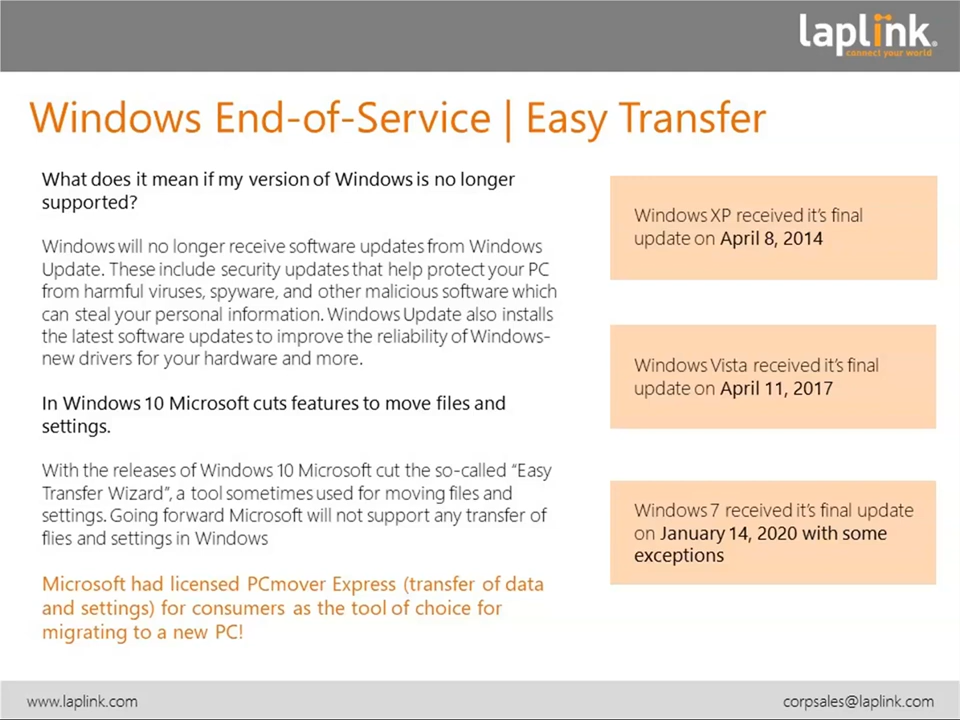 laplink.
connect your world
Windows End-of-Service | Easy Transfer
What does it mean if my version of Windows is no longer
supported?
Windows will no longer receive software updates from Windows
Update. These include security updates that help protect your PC
from harmful viruses, spyware, and other malicious software which
can steal your personal information. Windows Update also installs
the latest software updates to improve the reliability of Windows-
new drivers for your hardware and more.
In Windows 10 Microsoft cuts features to move files and
settings.
With the releases of Windows 10 Microsoft cut the so-called “Easy
Transfer Wizard”, a tool sometimes used for moving files and
settings. Going forward Microsoft will not support any transfer of
flies and settings in Windows
Microsoft had licensed PCmover Express (transfer of data
and settings) for consumers as the tool of choice for
migrating to a new PC!
Windows XP received it’s final
update on April 8, 2014
Windows Vista received it’s final
update on April 11, 2017
Windows 7 received it’s final update
on January 14, 2020 with some
exceptions
www.laplink.com
corpsales@laplink.com